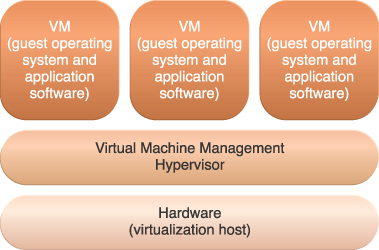 VM
(guest operating
system and
application
software)
VM
(guest operating
system and
application
software)
VM
(guest operating
system and
application
software)
Virtual Machine Management
Hypervisor
Hardware
(virtualization host)